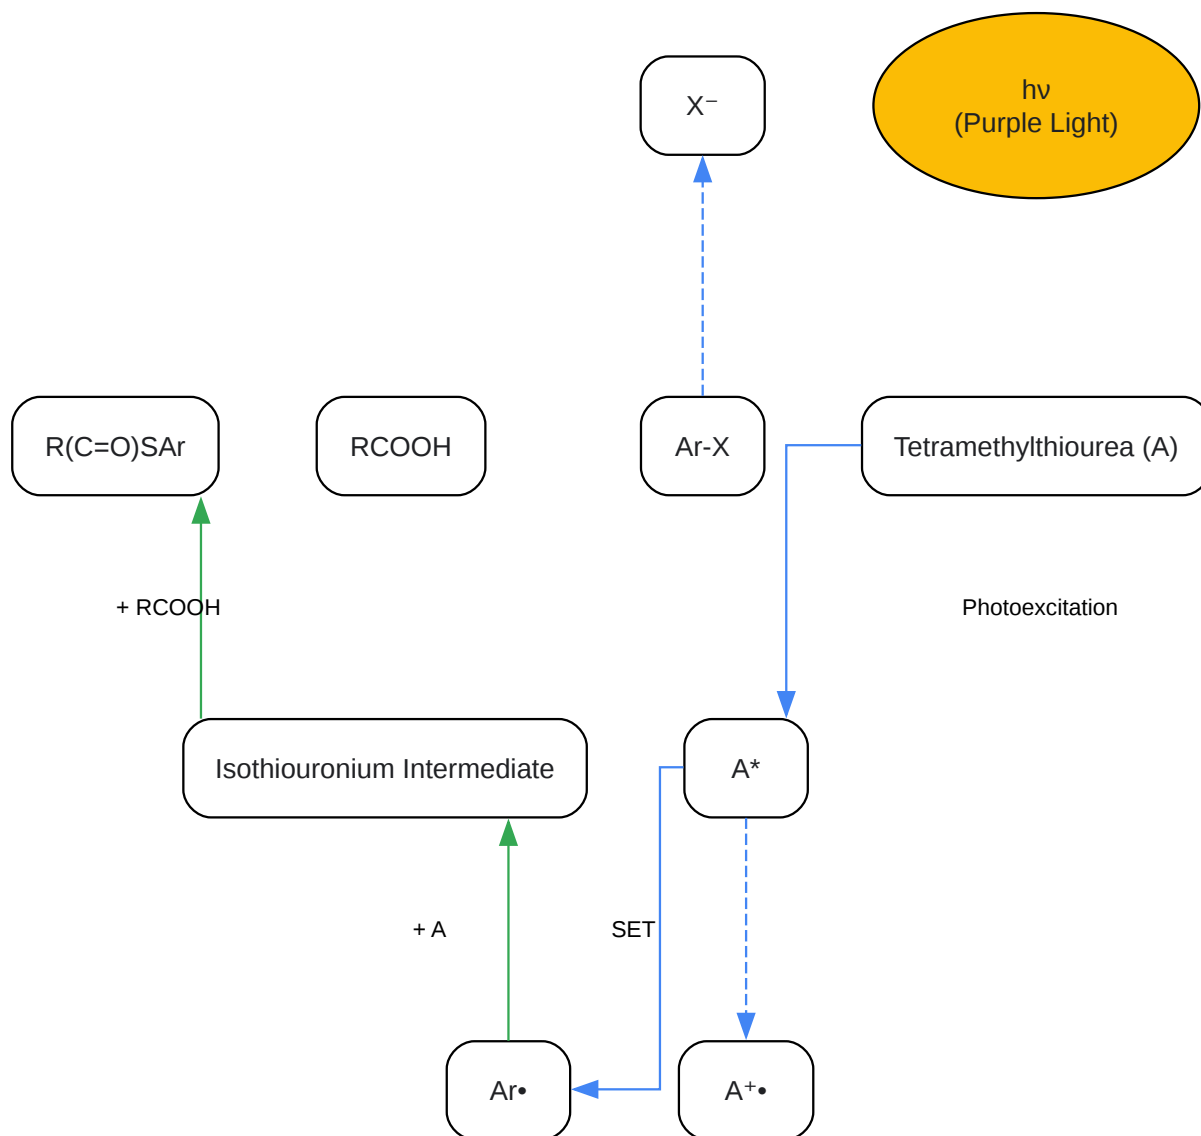 X⁻
hν
(Purple Light)
R(C=O)SAr
RCOOH
Ar-X
Tetramethylthiourea (A)
+ RCOOH
Photoexcitation
Isothiouronium Intermediate
A*
+ A
SET
Ar•
A⁺•